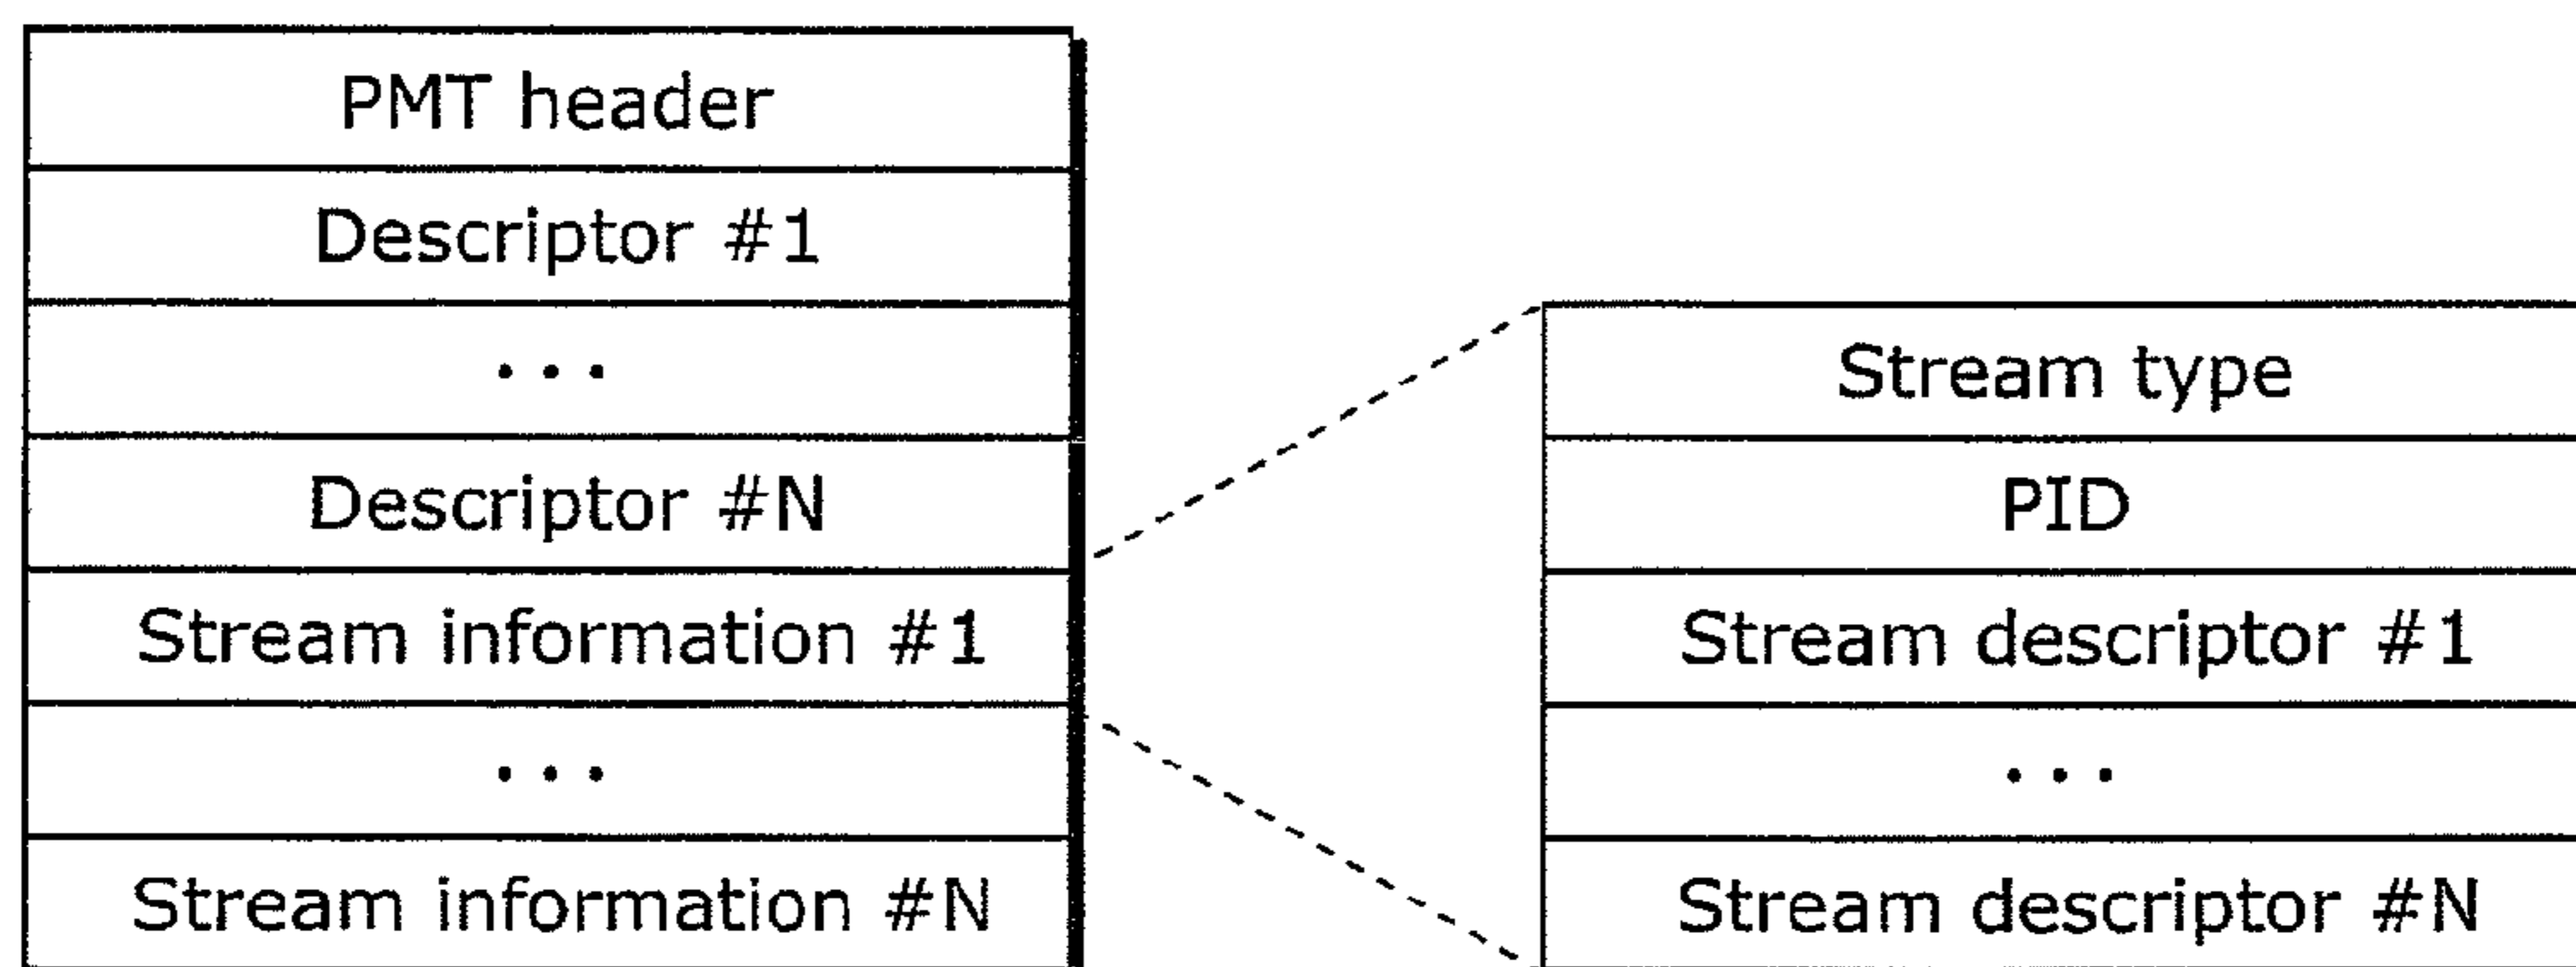 PMT header
Descriptor #1
...
Descriptor #N
Stream information #1
...
Stream information #N
Stream type
PID
Stream descriptor #1
...
Stream descriptor #N